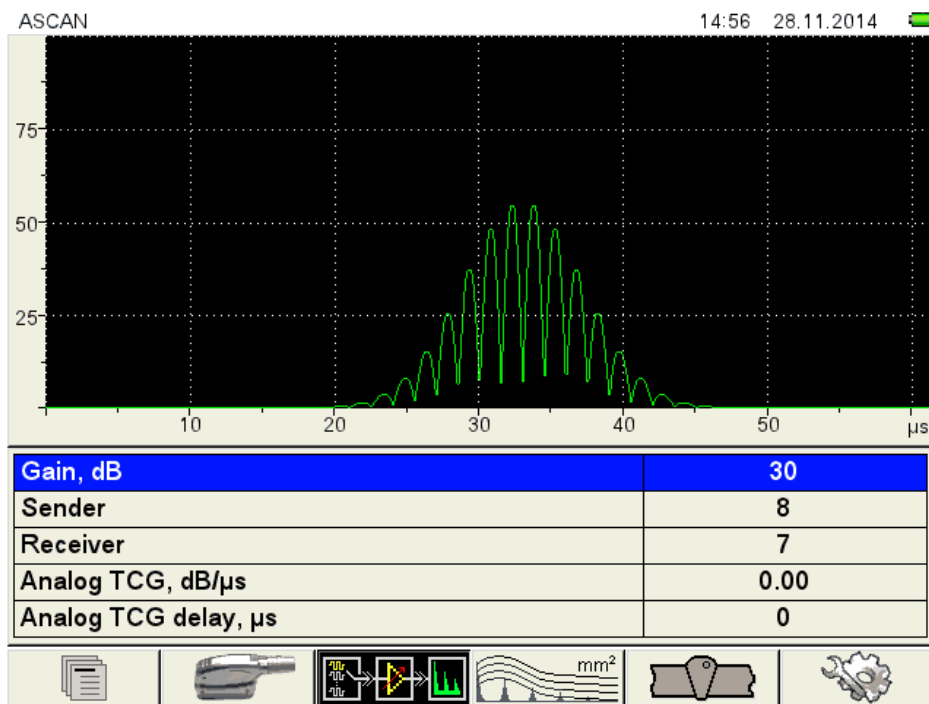 ASCAN 14:56 28.11.2014
75
50
25
10 20 30 40 50 µs
Gain, dB 30
Sender 8
Receiver 7
Analog TCG, dB/µs 0.00
Analog TCG delay, µs 0
mm²